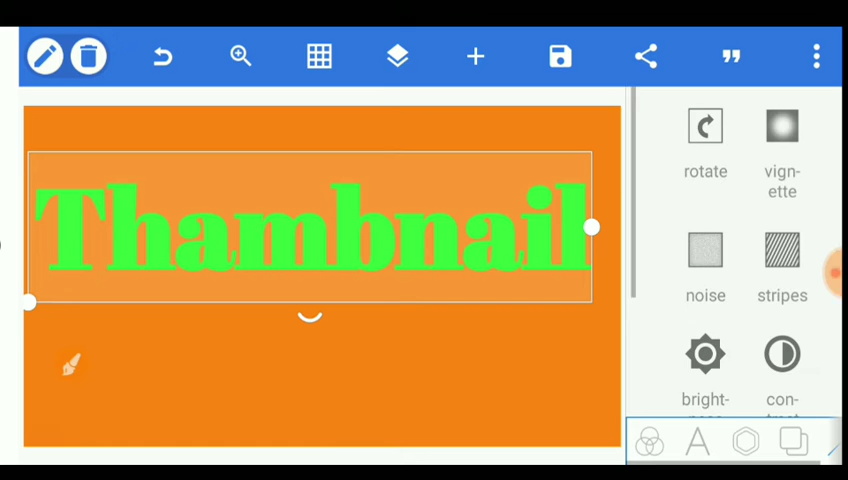 Thambnail
rotate
vign-
ette
noise
stripes
bright-
con-